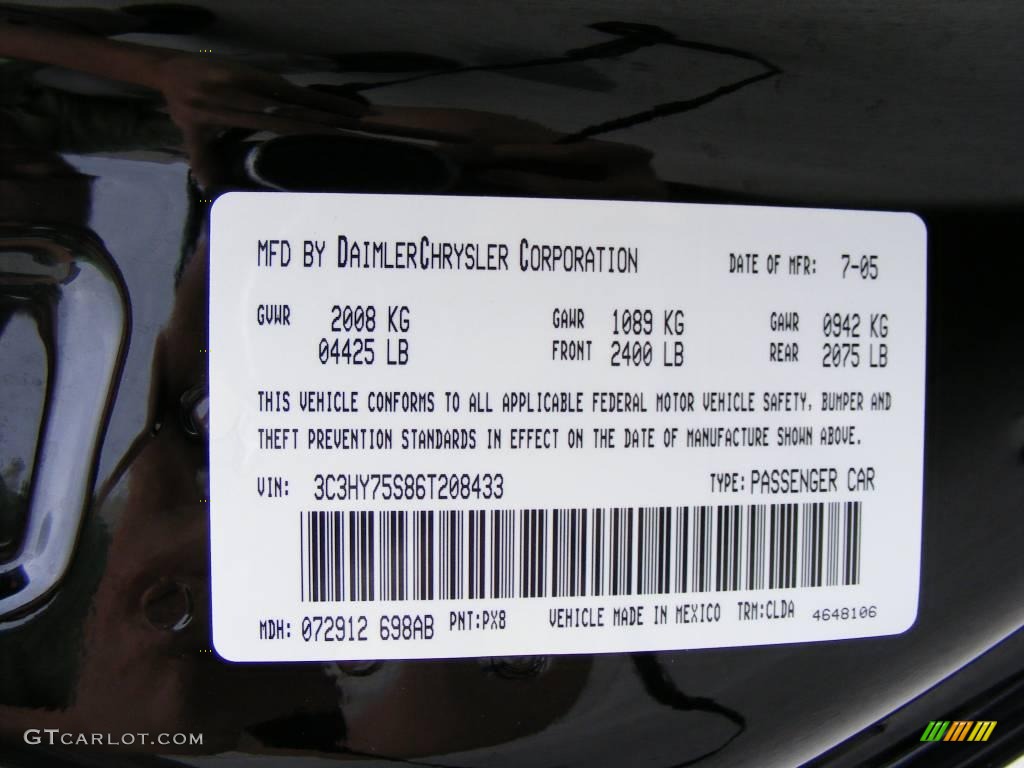 MFD BY DAIMLERCHRYSLER CORPORATION DATE OF MFR: 7-05
GVWR 2008 KG GAWR 1089 KG GAWR 0942 KG
04425 LB FRONT 2400 LB REAR 2075 LB
THIS VEHICLE CONFORMS TO ALL APPLICABLE FEDERAL MOTOR VEHICLE SAFETY, BUMPER AND
THEFT PREVENTION STANDARDS IN EFFECT ON THE DATE OF MANUFACTURE SHOWN ABOVE.
VIN: 3C3HY75S86T208433 TYPE: PASSENGER CAR
MDH: 072912 698AB PNT:PX8 VEHICLE MADE IN MEXICO TRM:CLDA 4648106
GTCARLOT.COM